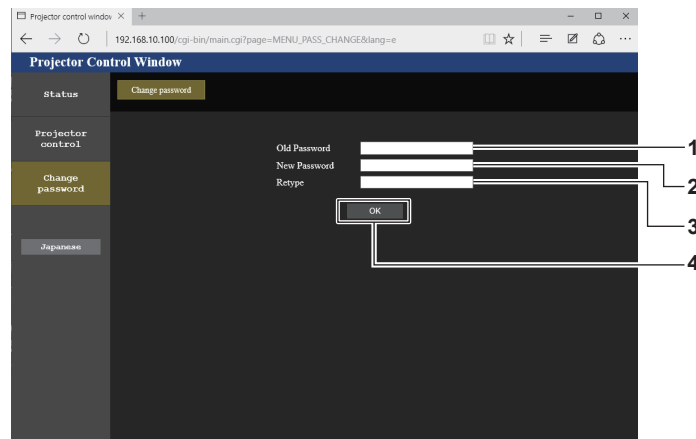 Projector control window
192.168.10.100/cgi-bin/main.cgi?page=MENU_PASS_CHANGE&lang=e
Projector Control Window
Status
Change password
Projector
control
Change
password
Japanese
Old Password
New Password
Retype
OK
1
2
3
4